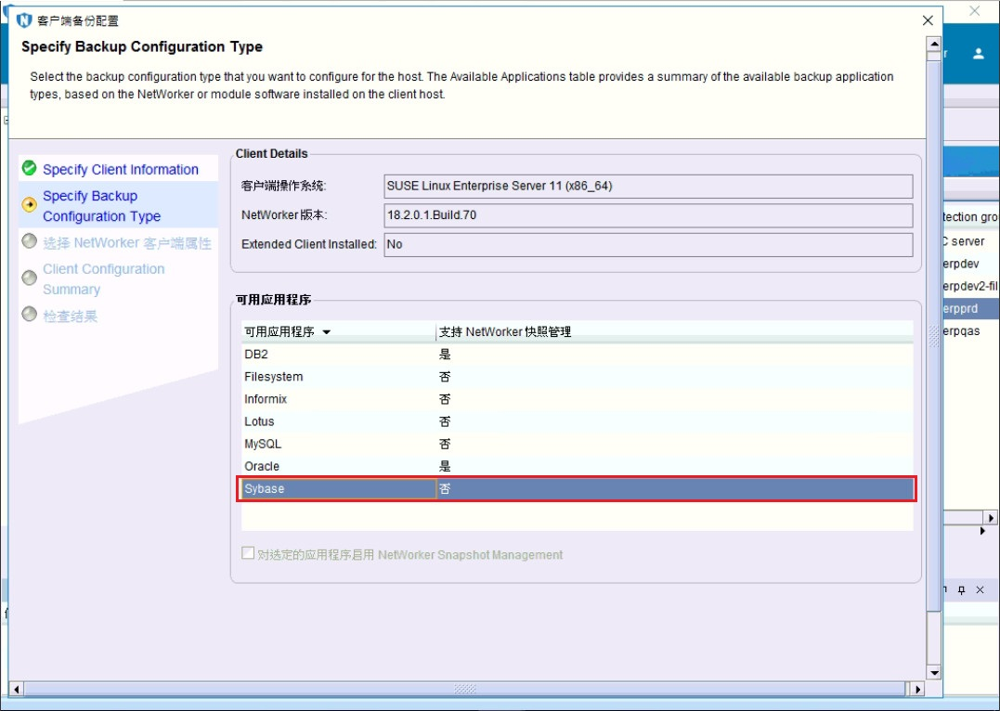 客户端备份配置
Specify Backup Configuration Type
Select the backup configuration type that you want to configure for the host. The Available Applications table provides a summary of the available backup application
types, based on the NetWorker or module software installed on the client host.
Specify Client Information
Specify Backup
Configuration Type
选择 NetWorker 客户端属性
Client Configuration
Summary
检查结果
Client Details
客户端操作系统: SUSE Linux Enterprise Server 11 (x86_64)
NetWorker 版本: 18.2.0.1.Build.70
Extended Client Installed: No
可用应用程序
可用应用程序 支持 NetWorker 快照管理
DB2 是
Filesystem 否
Informix 否
Lotus 否
MySQL 否
Oracle 是
Sybase 否
对选定的应用程序启用 NetWorker Snapshot Management
tection gro
C server
erpdev
erpdev2-fil
erpprd
erpqas